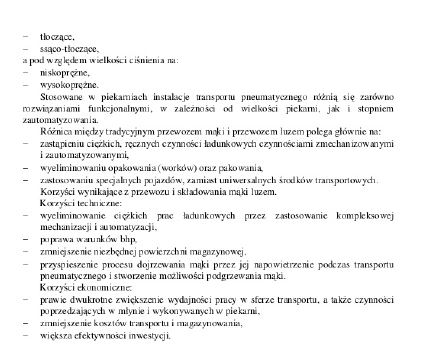 – tłoczące,
– ssąco-tłoczące,
a pod względem wielkości ciśnienia na:
– niskoprężne,
– wysokoprężne.
Stosowane w piekarniach instalacje transportu pneumatycznego różnią się zarówno
rozwiązaniami funkcjonalnymi, w zależności od wielkości piekarni, jak i stopniem
zautomatyzowania.
Różnica między tradycyjnym przewozem mąki i przewozem luzem polega głównie na:
– zastąpieniu ciężkich, ręcznych czynności ładunkowych czynnościami zmechanizowanymi
i zautomatyzowanymi,
– wyeliminowaniu opakowania (worków) oraz pakowania,
– zastosowaniu specjalnych pojazdów, zamiast uniwersalnych środków transportowych.
Korzyści wynikające z przewozu i składowania mąki luzem.
Korzyści techniczne:
– wyeliminowanie ciężkich prac ładunkowych przez zastosowanie kompleksowej
mechanizacji i automatyzacji,
– poprawa warunków bhp,
– zmniejszenie niezbędnej powierzchni magazynowej.
– przyspieszenie procesu dojrzewania mąki przez jej napowietrzenie podczas transportu
pneumatycznego i stworzenie możliwości podgrzewania mąki.
Korzyści ekonomiczne:
– prawie dwukrotne zwiększenie wydajności pracy w sferze transportu, a także czynności
poprzedzających w młynie i wykonywanych w piekarni,
– zmniejszenie kosztów transportu i magazynowania,
– większa efektywności inwestycji.